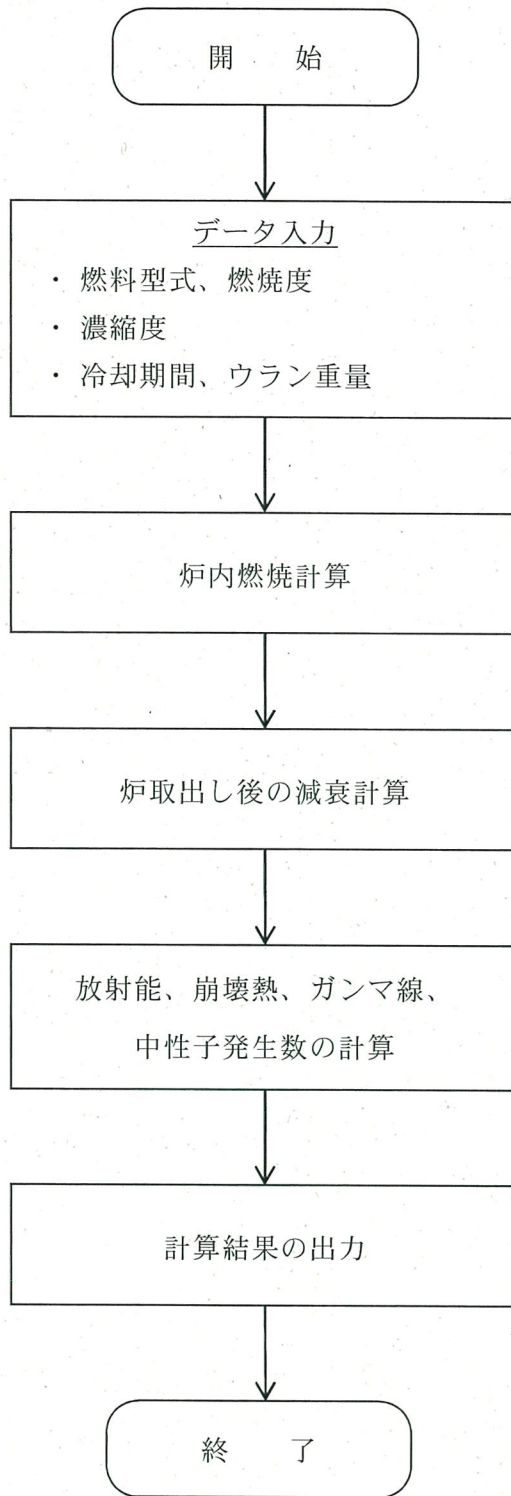 開　始
データ入力
・ 燃料型式、燃焼度
・ 濃縮度
・ 冷却期間、ウラン重量
炉内燃焼計算
炉取出し後の減衰計算
放射能、崩壊熱、ガンマ線、
中性子発生数の計算
計算結果の出力
終　了